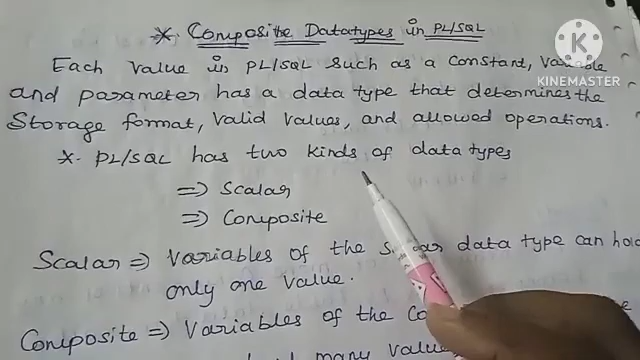 * Composite Datatypes in PL/SQL
Each value in PL/SQL such as a constant, variable
and parameter has a data type that determines the
Storage format, valid values, and allowed operations.
* PL/SQL has two kinds of data types
⇒ Scalar
⇒ Composite
Scalar ⇒ Variables of the data type can
only one value.
Composite ⇒ Variables of the
many
KINEMASTER